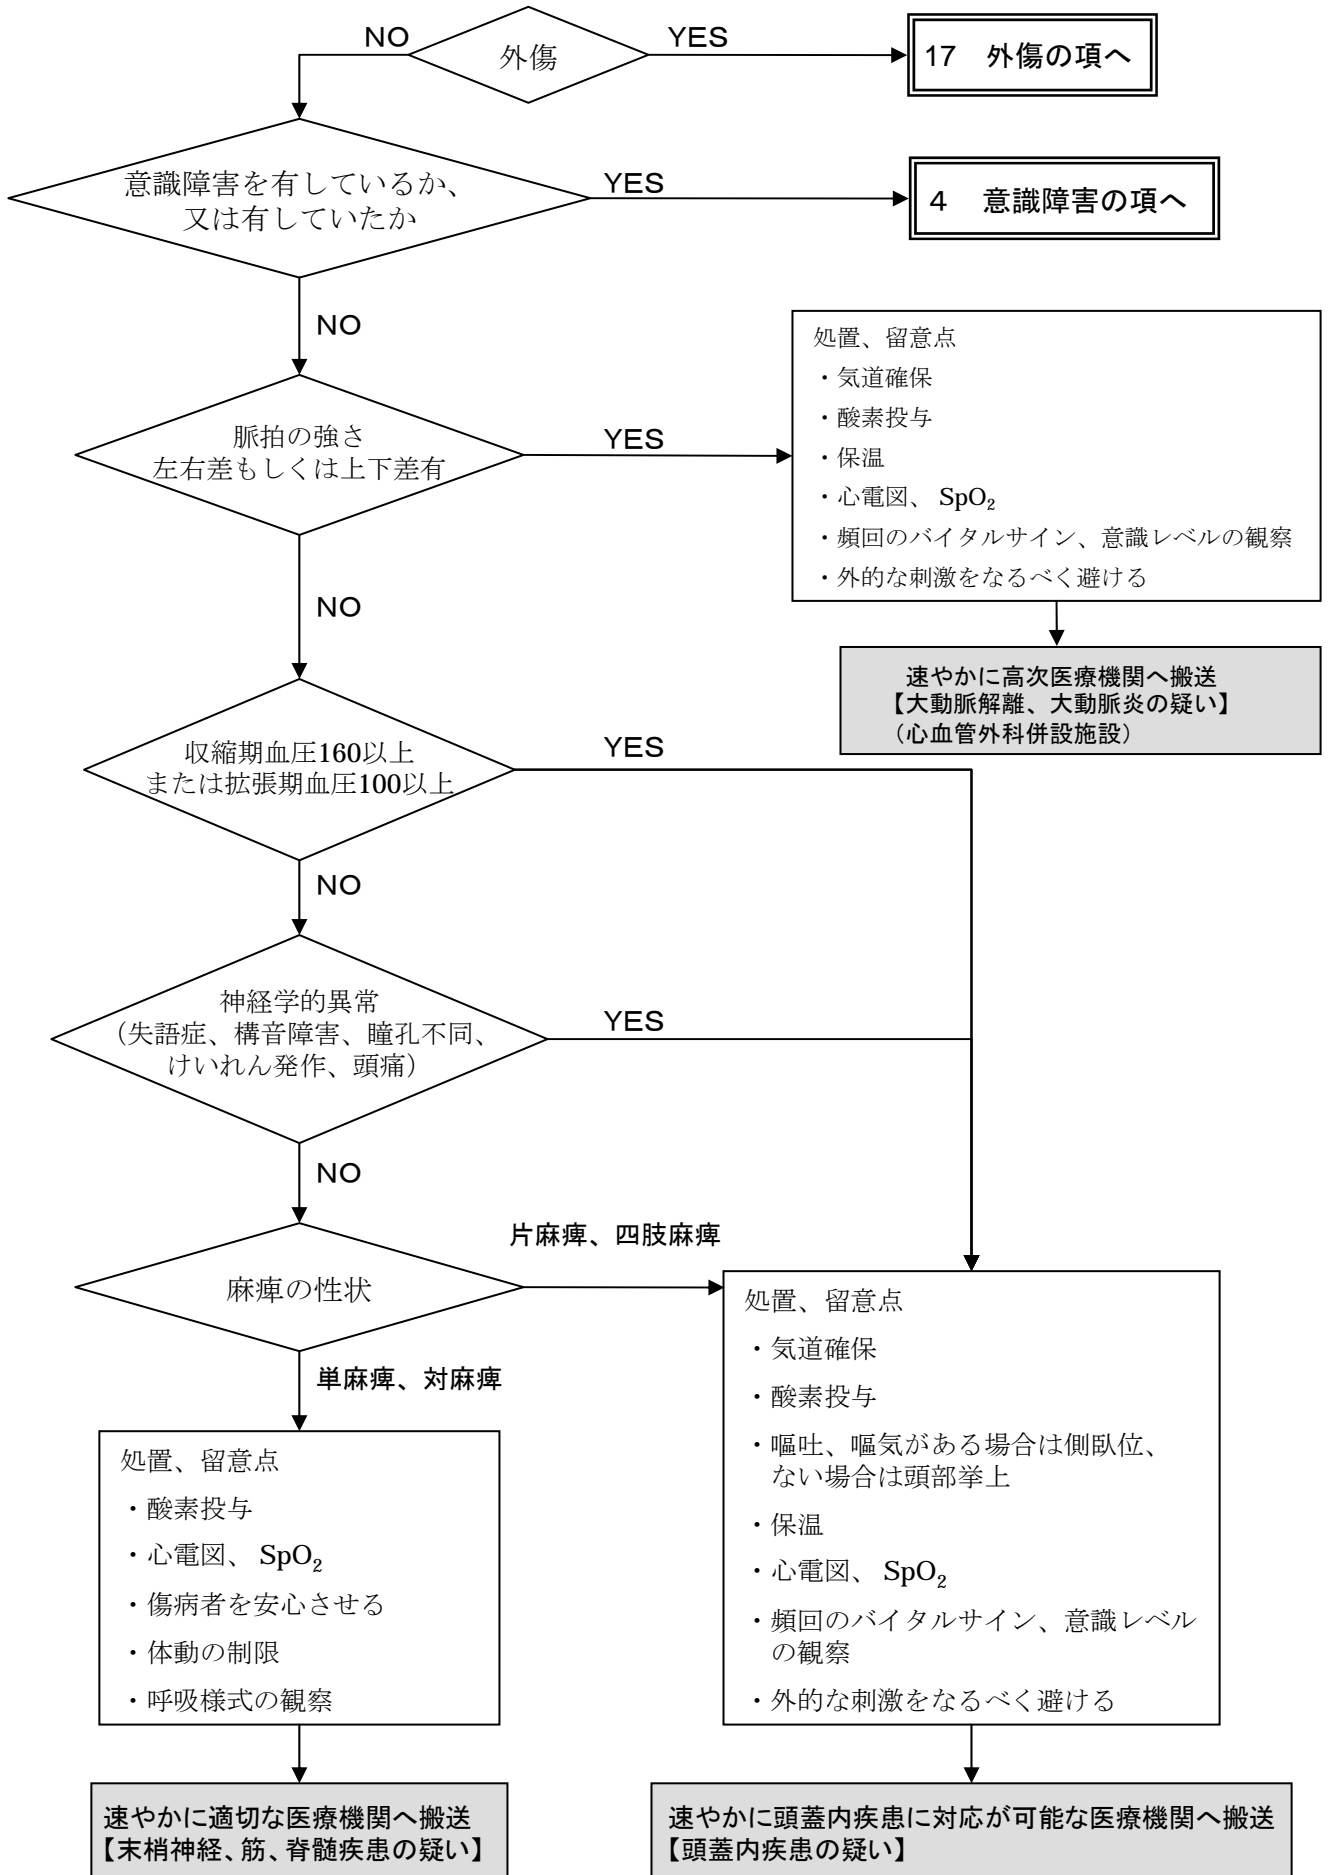 外傷
NO
YES
17　外傷の項へ
意識障害を有しているか、
又は有していたか
YES
4　意識障害の項へ
NO
脈拍の強さ
左右差もしくは上下差有
YES
処置、留意点
・気道確保
・酸素投与
・保温
・心電図、 SpO₂
・頻回のバイタルサイン、意識レベルの観察
・外的な刺激をなるべく避ける
速やかに高次医療機関へ搬送
【大動脈解離、大動脈炎の疑い】
（心血管外科併設施設）
NO
収縮期血圧160以上
または拡張期血圧100以上
YES
NO
神経学的異常
（失語症、構音障害、瞳孔不同、
けいれん発作、頭痛）
YES
NO
麻痺の性状
片麻痺、四肢麻痺
単麻痺、対麻痺
処置、留意点
・酸素投与
・心電図、 SpO₂
・傷病者を安心させる
・体動の制限
・呼吸様式の観察
速やかに適切な医療機関へ搬送
【末梢神経、筋、脊髄疾患の疑い】
処置、留意点
・気道確保
・酸素投与
・嘔吐、嘔気がある場合は側臥位、
ない場合は頭部挙上
・保温
・心電図、 SpO₂
・頻回のバイタルサイン、意識レベル
の観察
・外的な刺激をなるべく避ける
速やかに頭蓋内疾患に対応が可能な医療機関へ搬送
【頭蓋内疾患の疑い】